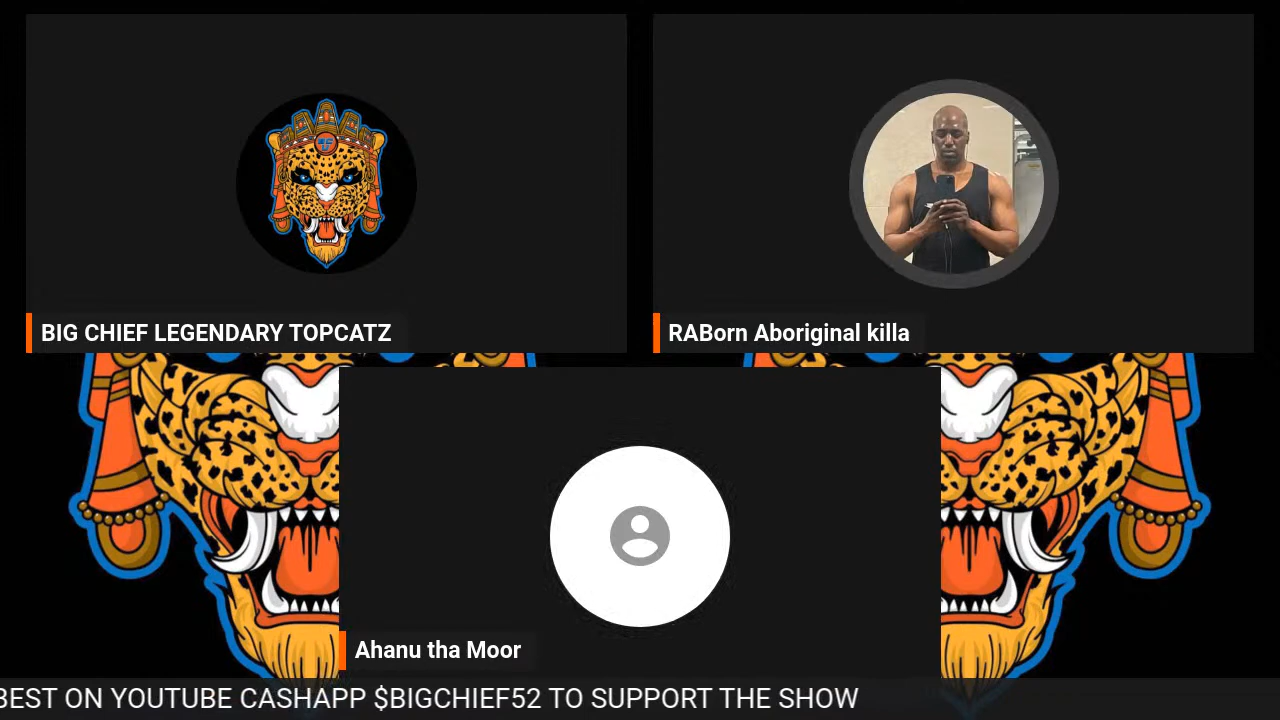 BIG CHIEF LEGENDARY TOPCATZ
RABorn Aboriginal killa
Ahanu tha Moor
BEST ON YOUTUBE CASHAPP $BIGCHIEF52 TO SUPPORT THE SHOW